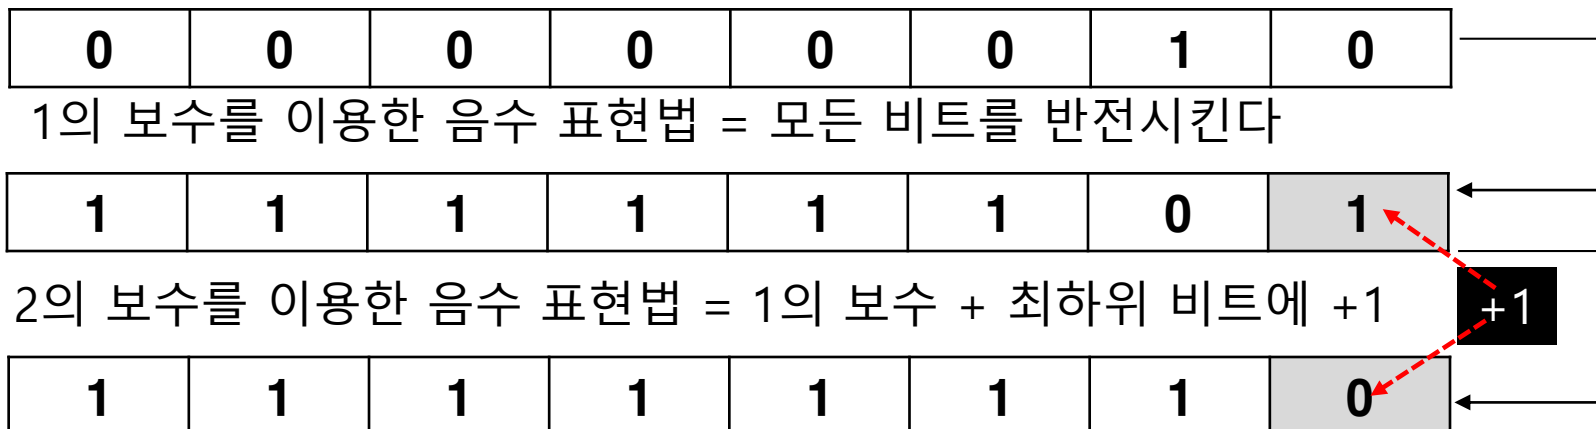 0 0 0 0 0 0 1 0
1의 보수를 이용한 음수 표현법 = 모든 비트를 반전시킨다
1 1 1 1 1 1 0 1
2의 보수를 이용한 음수 표현법 = 1의 보수 + 최하위 비트에 +1
+1
1 1 1 1 1 1 1 0